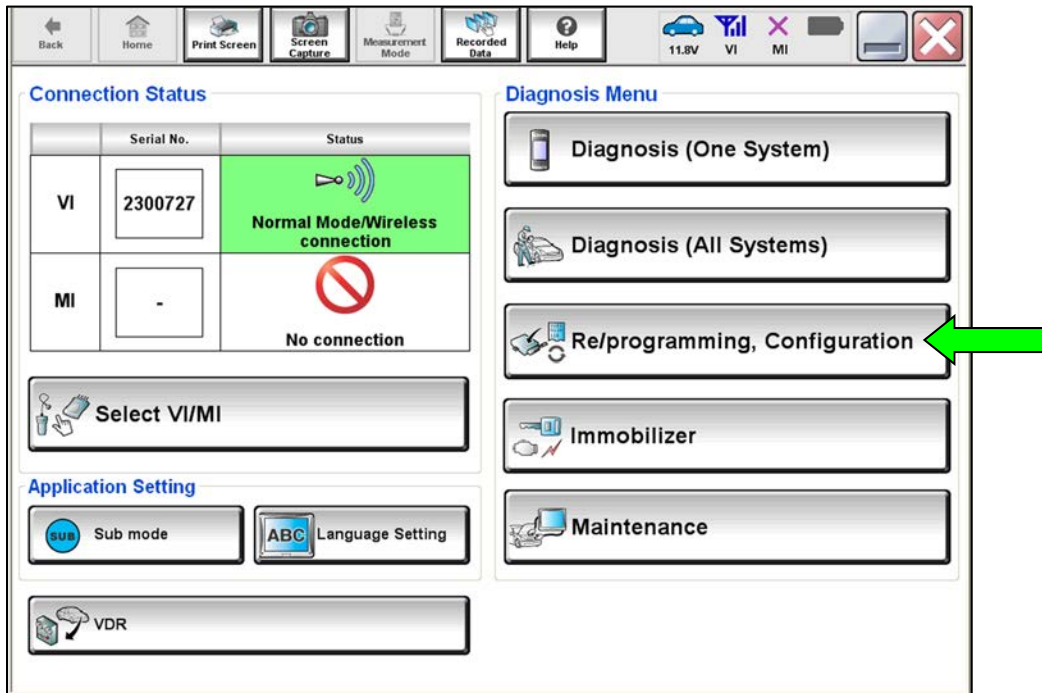 Back
Home
Print Screen
Screen
Capture
Measurement
Mode
Recorded
Data
Help
11.8V
VI
MI
Connection Status
Serial No.
Status
VI
2300727
Normal Mode/Wireless
connection
MI
-
No connection
Select VI/MI
Application Setting
SUB
Sub mode
ABC
Language Setting
VDR
Diagnosis Menu
Diagnosis (One System)
Diagnosis (All Systems)
Re/programming, Configuration
Immobilizer
Maintenance